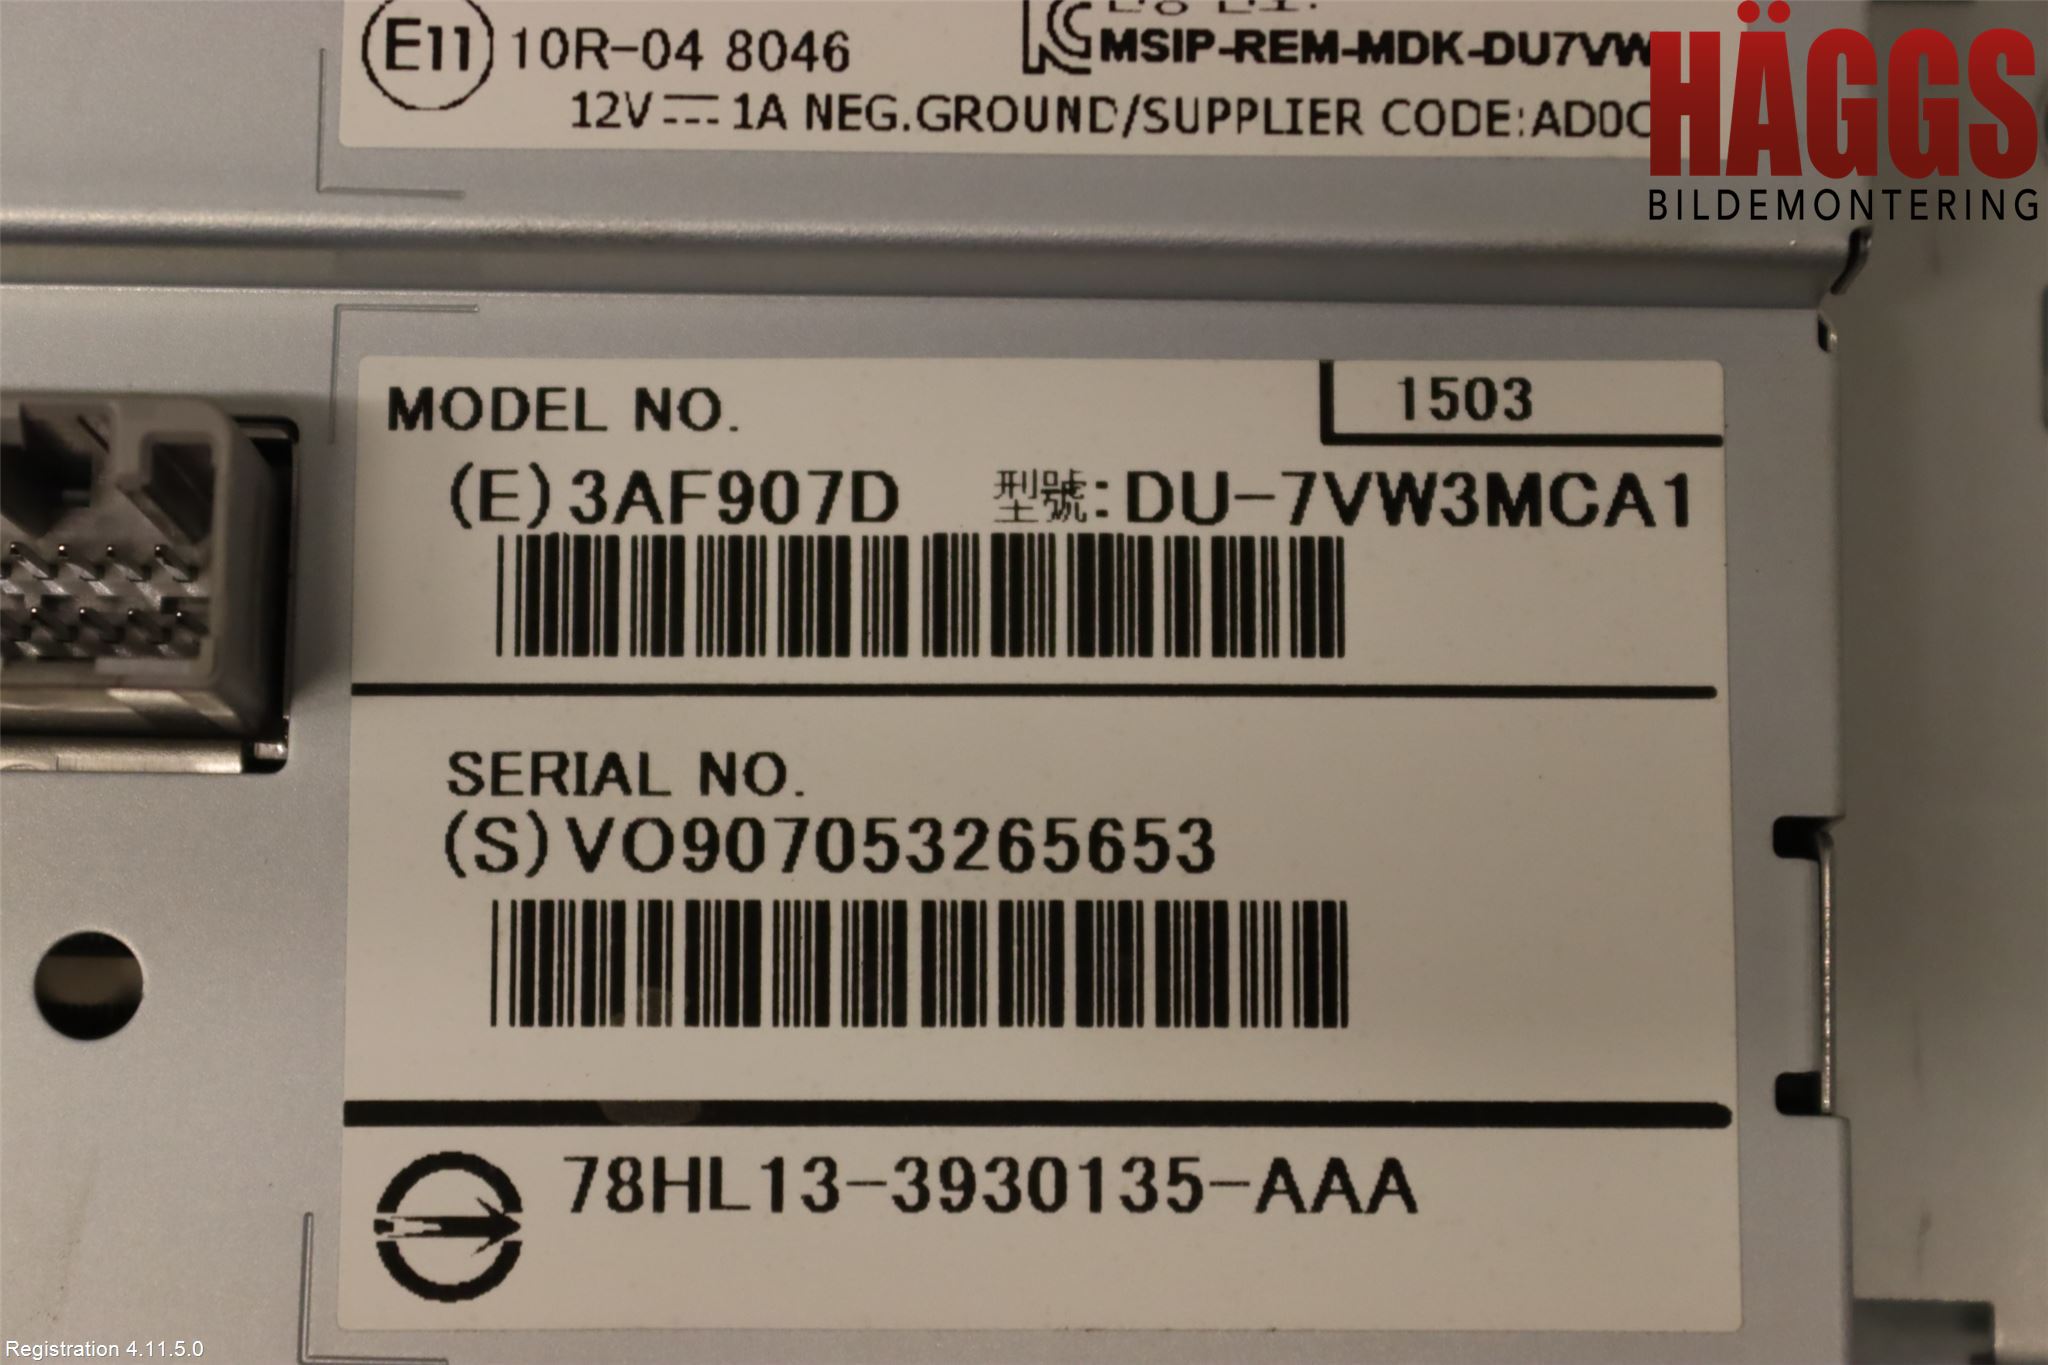 E11 10R-04 8046
MSIP-REM-MDK-DU7VW
12V 1A NEG.GROUND/SUPPLIER CODE:AD0C
HÄGGS
BILDEMONTERING
MODEL NO.
1503
(E)3AF907D 型號:DU-7VW3MCA1
SERIAL NO.
(S)VO907053265653
78HL13-3930135-AAA
Registration 4.11.5.0